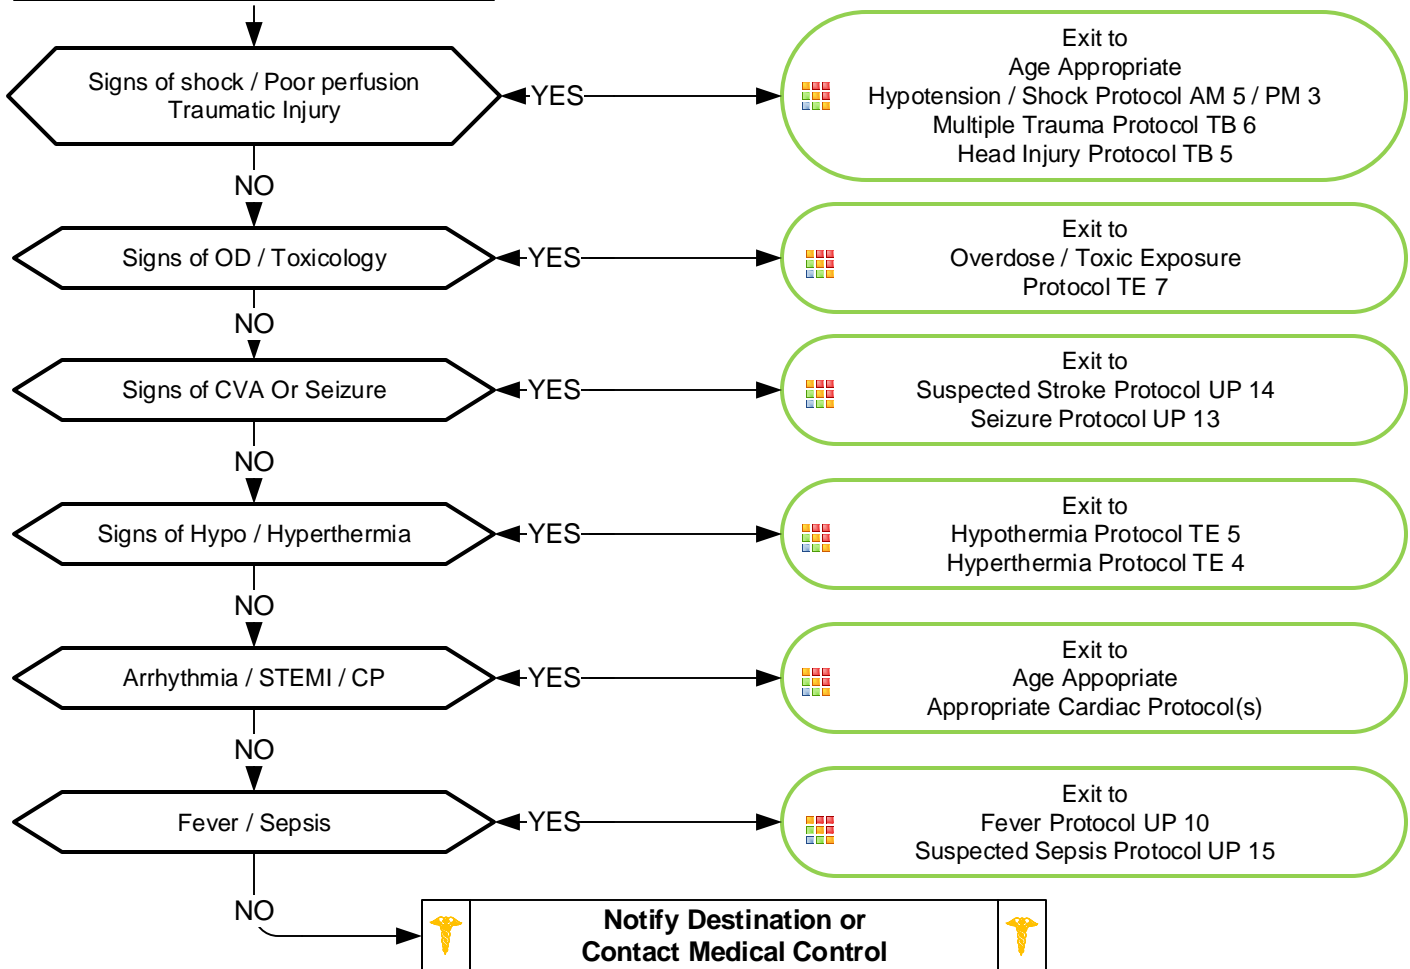 Signs of shock / Poor perfusion
Traumatic Injury
YES
Exit to
Age Appropriate
Hypotension / Shock Protocol AM 5 / PM 3
Multiple Trauma Protocol TB 6
Head Injury Protocol TB 5
NO
Signs of OD / Toxicology
YES
Exit to
Overdose / Toxic Exposure
Protocol TE 7
NO
Signs of CVA Or Seizure
YES
Exit to
Suspected Stroke Protocol UP 14
Seizure Protocol UP 13
NO
Signs of Hypo / Hyperthermia
YES
Exit to
Hypothermia Protocol TE 5
Hyperthermia Protocol TE 4
NO
Arrhythmia / STEMI / CP
YES
Exit to
Age Appopriate
Appropriate Cardiac Protocol(s)
NO
Fever / Sepsis
YES
Exit to
Fever Protocol UP 10
Suspected Sepsis Protocol UP 15
NO
Notify Destination or
Contact Medical Control